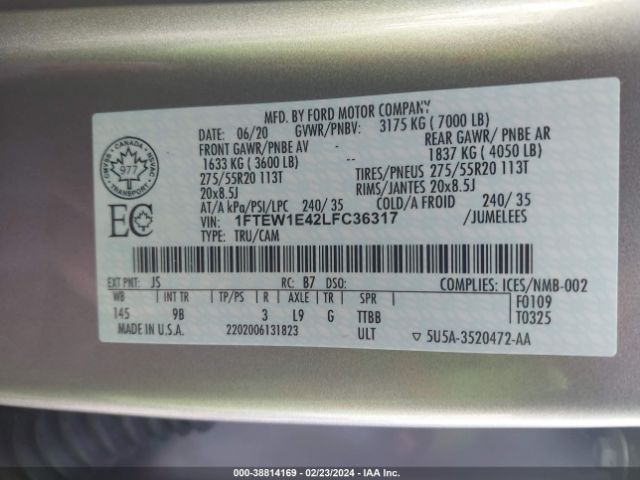 MFD. BY FORD MOTOR COMPANY
DATE: 06/20 GVWR/PNBV: 3175 KG ( 7000 LB)
FRONT GAWR/PNBE AV -- REAR GAWR/ PNBE AR
1633 KG ( 3600 LB) 1837 KG ( 4050 LB)
275/55R20 113T TIRES/PNEUS 275/55R20 113T
20x8.5J RIMS/JANTES 20x8.5J
AT/A kPa/PSI/LPC 240/ 35 COLD/A FROID 240/ 35
VIN: 1FTEW1E42LFC36317 /JUMELEES
TYPE: TRU/CAM
CANADA
977
TRANSPORT
EC
EXT PNT: JS RC: B7 DSO: COMPLIES: ICES/NMB-002
WB INT TR TP/PS R AXLE TR SPR F0109
145 9B 3 L9 G TTBB T0325
MADE IN U.S.A. 2202006131823 ULT ▽ 5U5A-3520472-AA
000-38814169 - 02/23/2024 - IAA Inc.